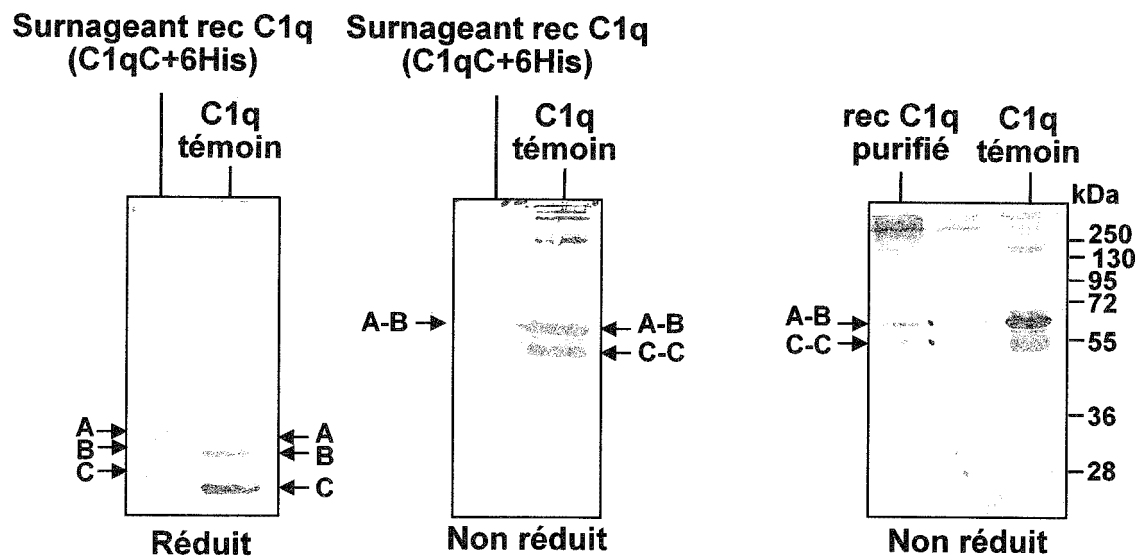 Surnageant rec C1q
(C1qC+6His)
C1q
témoin
A
B
C
A
B
C
Réduit
Surnageant rec C1q
(C1qC+6His)
C1q
témoin
A-B
A-B
C-C
Non réduit
rec C1q
purifié
C1q
témoin
kDa
250
130
95
72
55
36
28
A-B
C-C
Non réduit